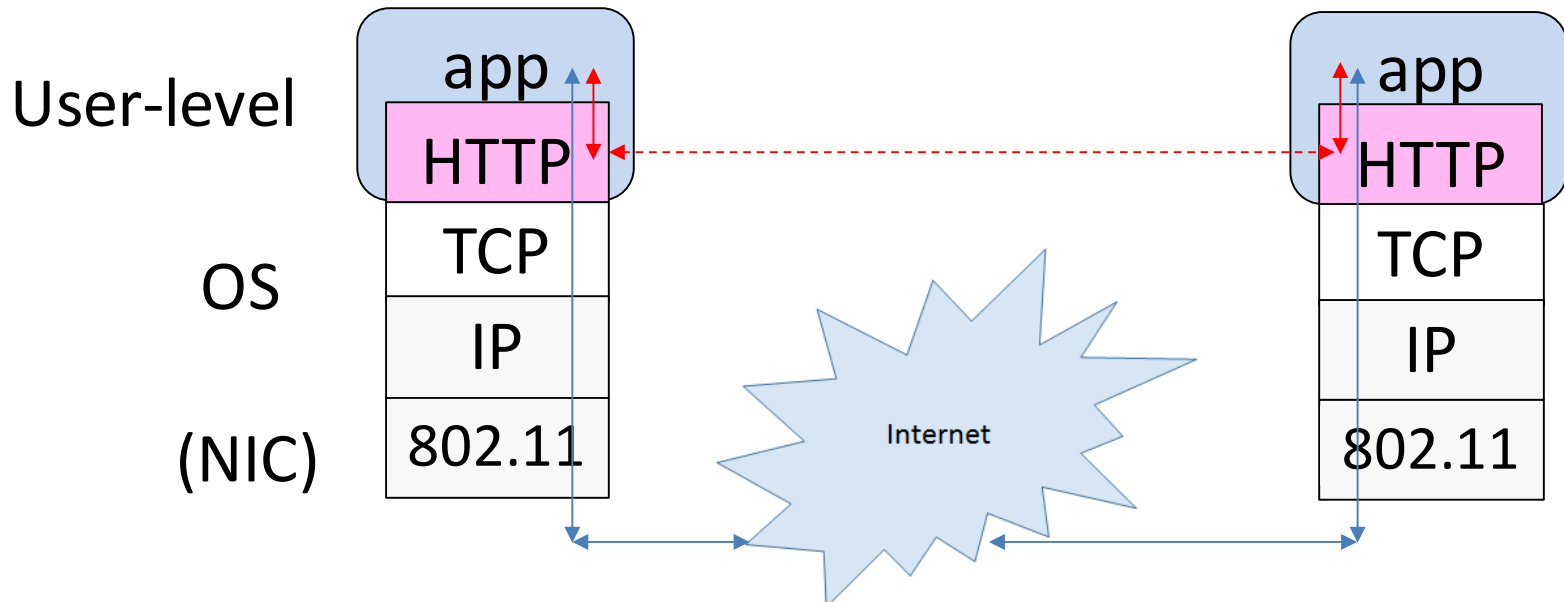 User-level
OS
(NIC)
app
HTTP
TCP
IP
802.11
Internet
app
HTTP
TCP
IP
802.11